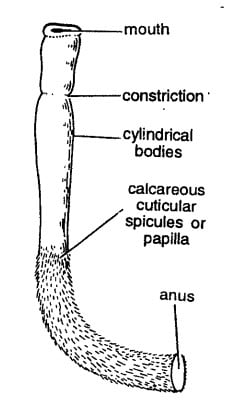 mouth
constriction
cylindrical
bodies
calcareous
cuticular
spicules or
papilla
anus